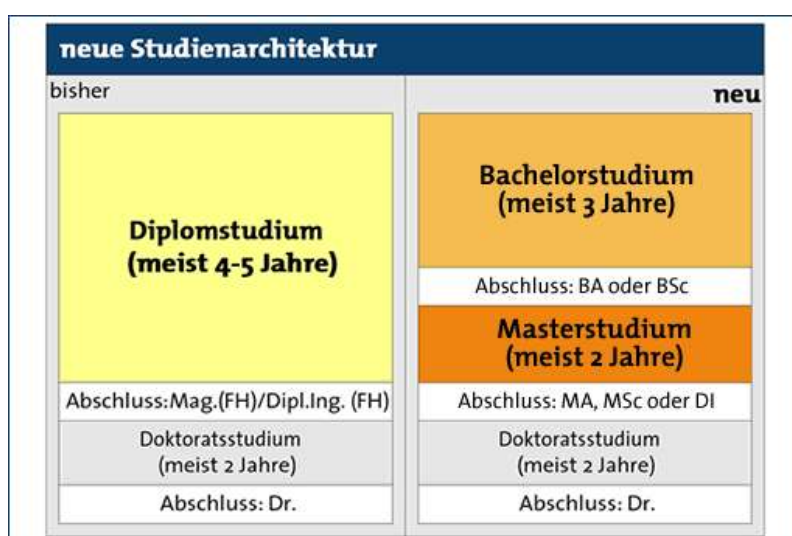 neue Studienarchitektur
bisher
neu
Diplomstudium
(meist 4-5 Jahre)
Abschluss:Mag.(FH)/Dipl.Ing. (FH)
Doktoratsstudium
(meist 2 Jahre)
Abschluss: Dr.
Bachelorstudium
(meist 3 Jahre)
Abschluss: BA oder BSc
Masterstudium
(meist 2 Jahre)
Abschluss: MA, MSc oder DI
Doktoratsstudium
(meist 2 Jahre)
Abschluss: Dr.